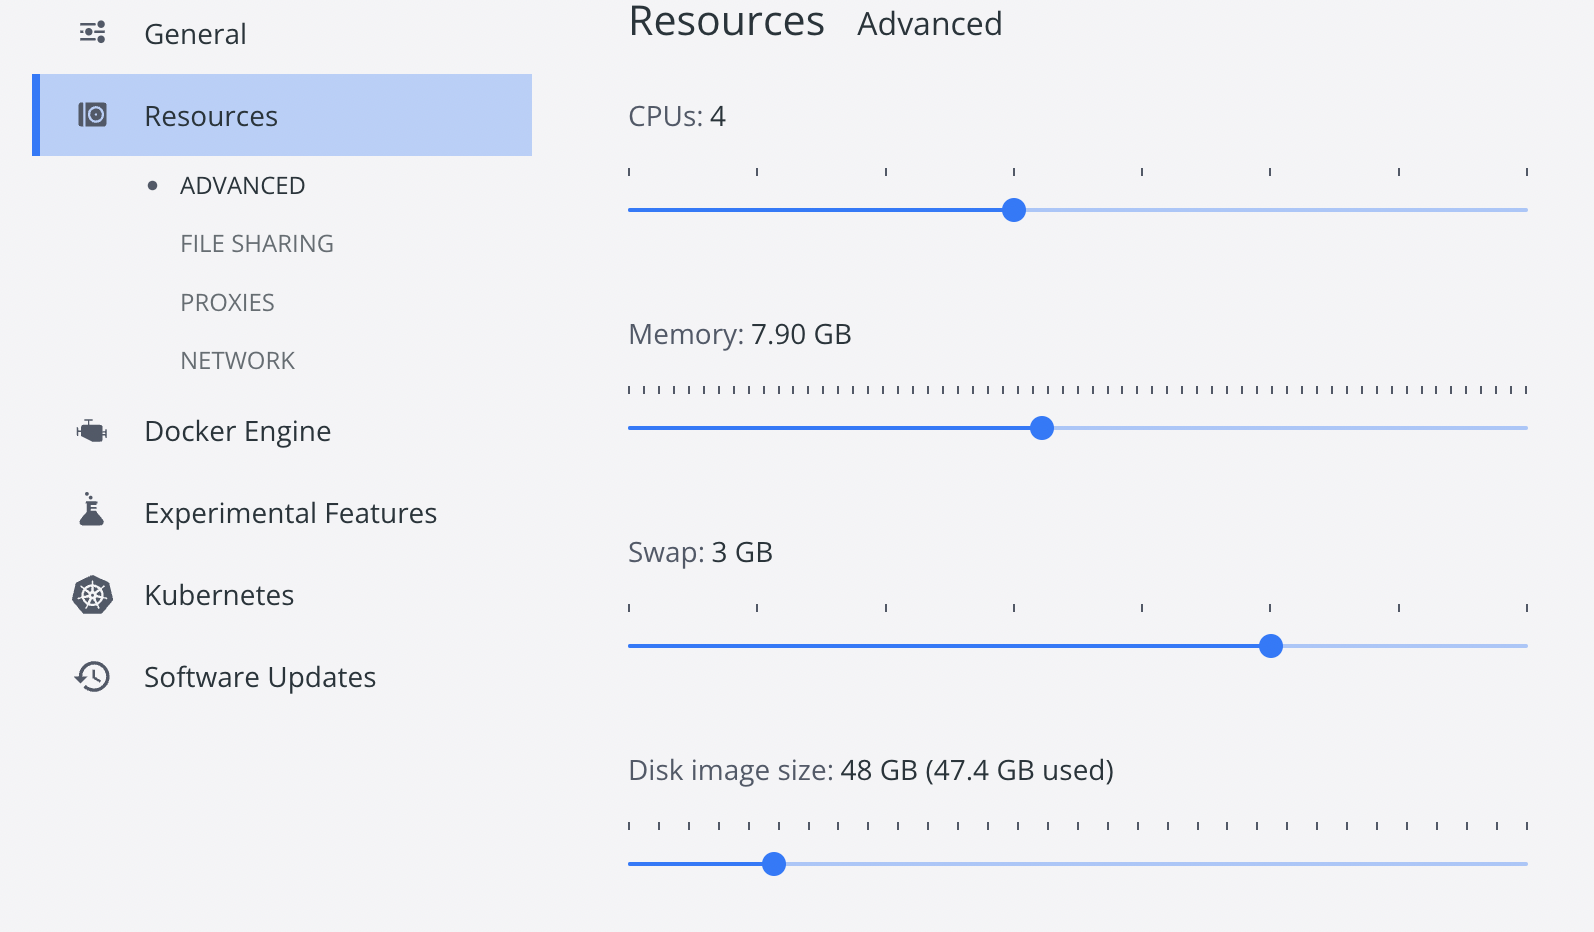 General
Resources
ADVANCED
FILE SHARING
PROXIES
NETWORK
Docker Engine
Experimental Features
Kubernetes
Software Updates
Resources Advanced
CPUs: 4
Memory: 7.90 GB
Swap: 3 GB
Disk image size: 48 GB (47.4 GB used)